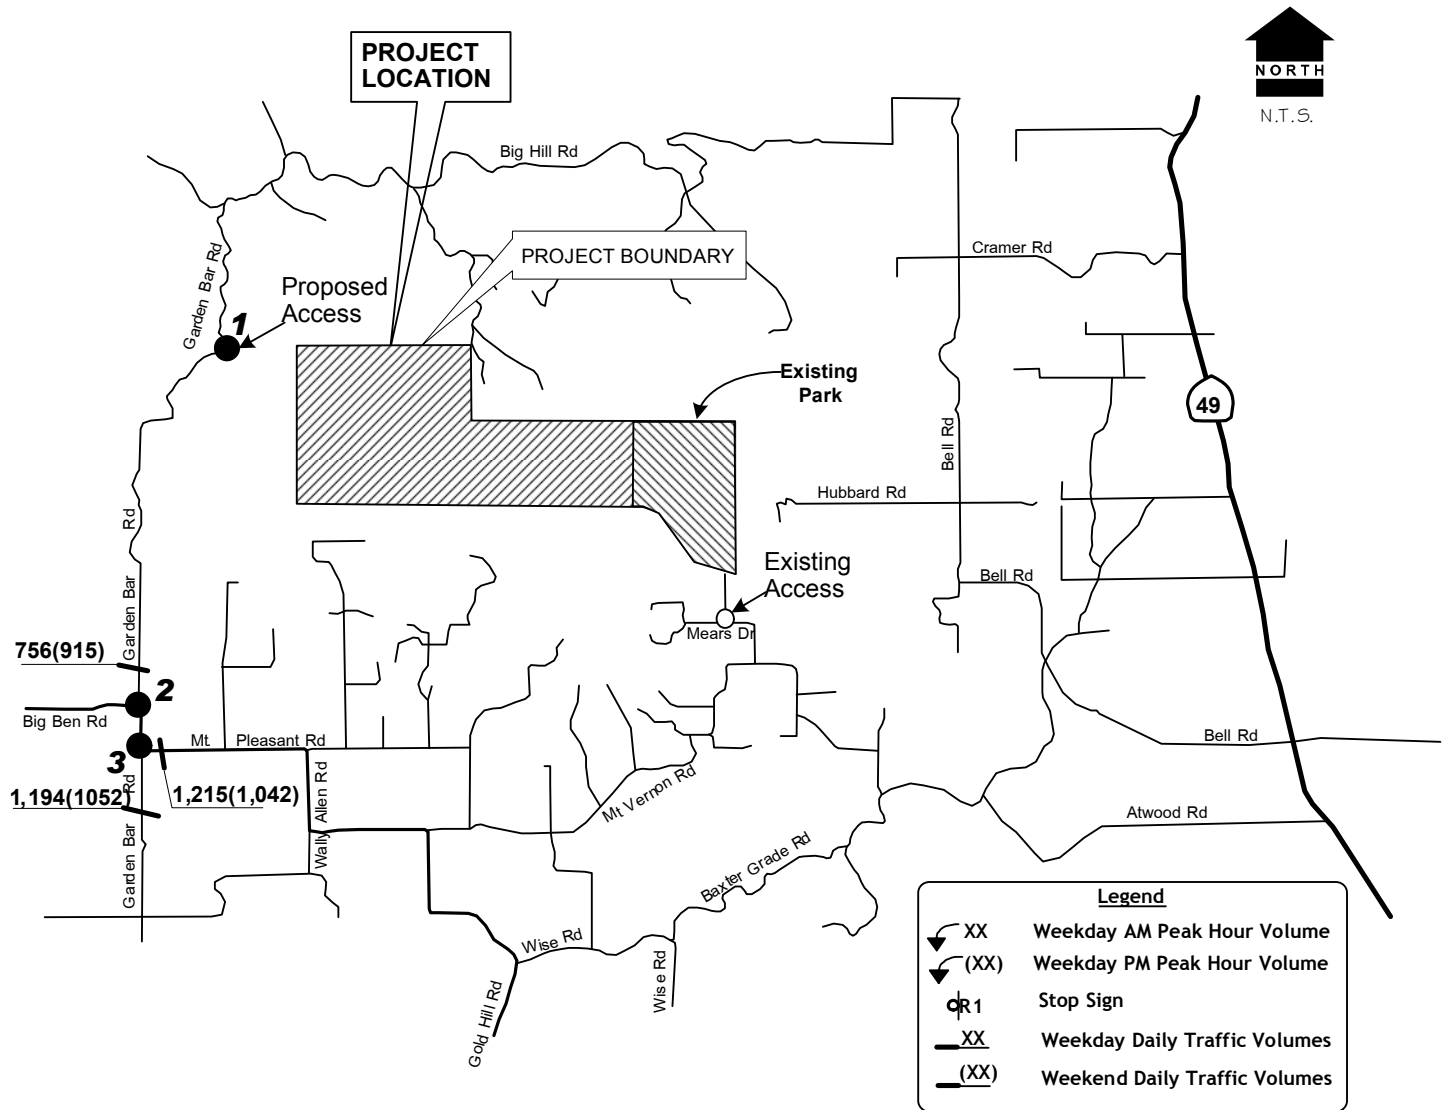 PROJECT
LOCATION
NORTH
N.T.S.
Big Hill Rd
Garden Bar Rd
Proposed
Access
1
PROJECT BOUNDARY
Cramer Rd
Existing
Park
49
Bell Rd
Hubbard Rd
Garden Bar Rd
Existing
Access
Bell Rd
Mears Dr
756(915)
2
Big Ben Rd
Mt. Pleasant Rd
3
Bell Rd
1,194(1052)
1,215(1,042)
Garden Bar Rd
Wally Allen Rd
Mt Vernon Rd
Atwood Rd
Baxter Grade Rd
Wise Rd
Wise Rd
Gold Hill Rd
Legend
XX Weekday AM Peak Hour Volume
(XX) Weekday PM Peak Hour Volume
R1 Stop Sign
XX Weekday Daily Traffic Volumes
(XX) Weekend Daily Traffic Volumes